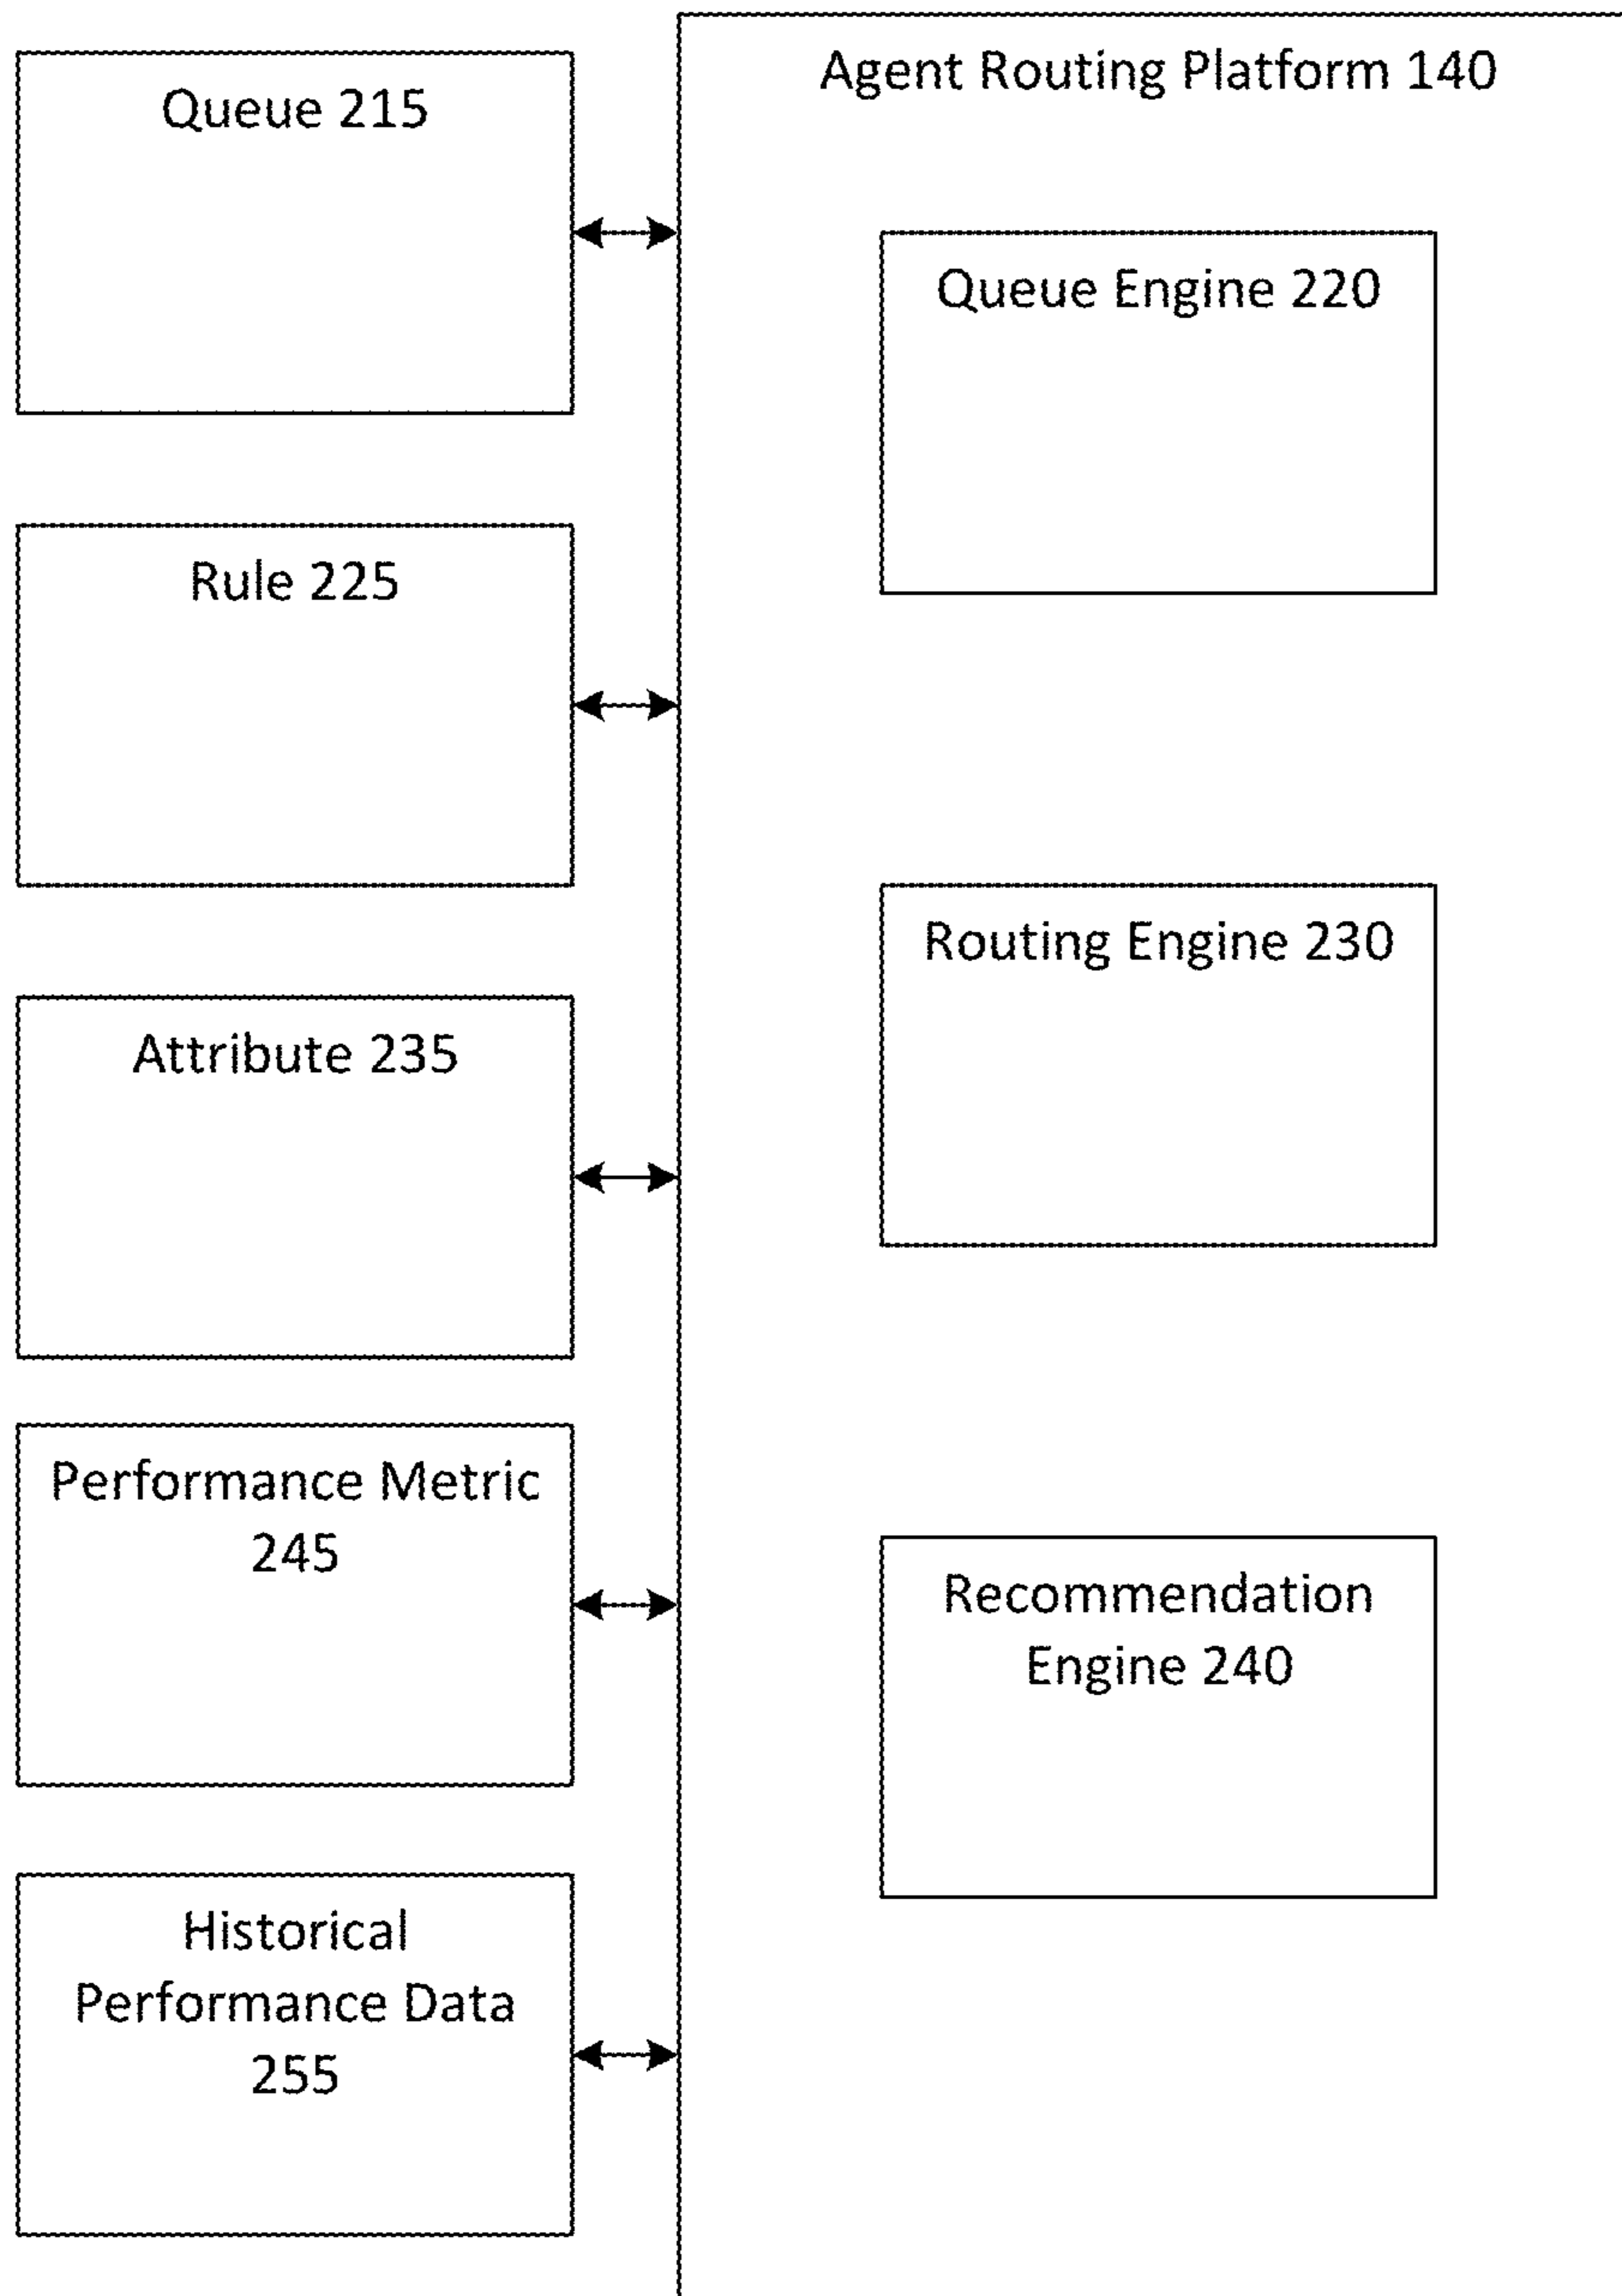 Queue 215
Rule 225
Attribute 235
Performance Metric
245
Historical
Performance Data
255
Agent Routing Platform 140
Queue Engine 220
Routing Engine 230
Recommendation
Engine 240